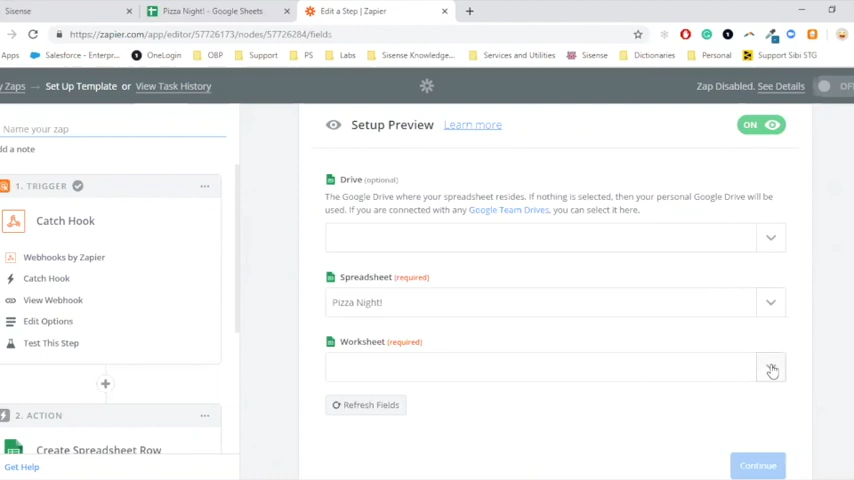 Sisense
Pizza Night! - Google Sheets
Edit a Step | Zapier
https://zapier.com/app/editor/57726173/nodes/57726284/fields
Apps
Salesforce - Enterpr...
OneLogin
OBP
Support
PS
Labs
Sisense Knowledge...
Services and Utilities
Sisense
Dictionaries
Personal
Support Sibi STG
y Zaps
Set Up Template or View Task History
Zap Disabled. See Details
OFF
Name your zap
dd a note
1. TRIGGER
Catch Hook
Webhooks by Zapier
Catch Hook
View Webhook
Edit Options
Test This Step
2. ACTION
Create Spreadsheet Row
Get Help
Setup Preview Learn more
ON
Drive (optional)
The Google Drive where your spreadsheet resides. If nothing is selected, then your personal Google Drive will be
used. If you are connected with any Google Team Drives, you can select it here.
Spreadsheet (required)
Pizza Night!
Worksheet (required)
Refresh Fields
Continue